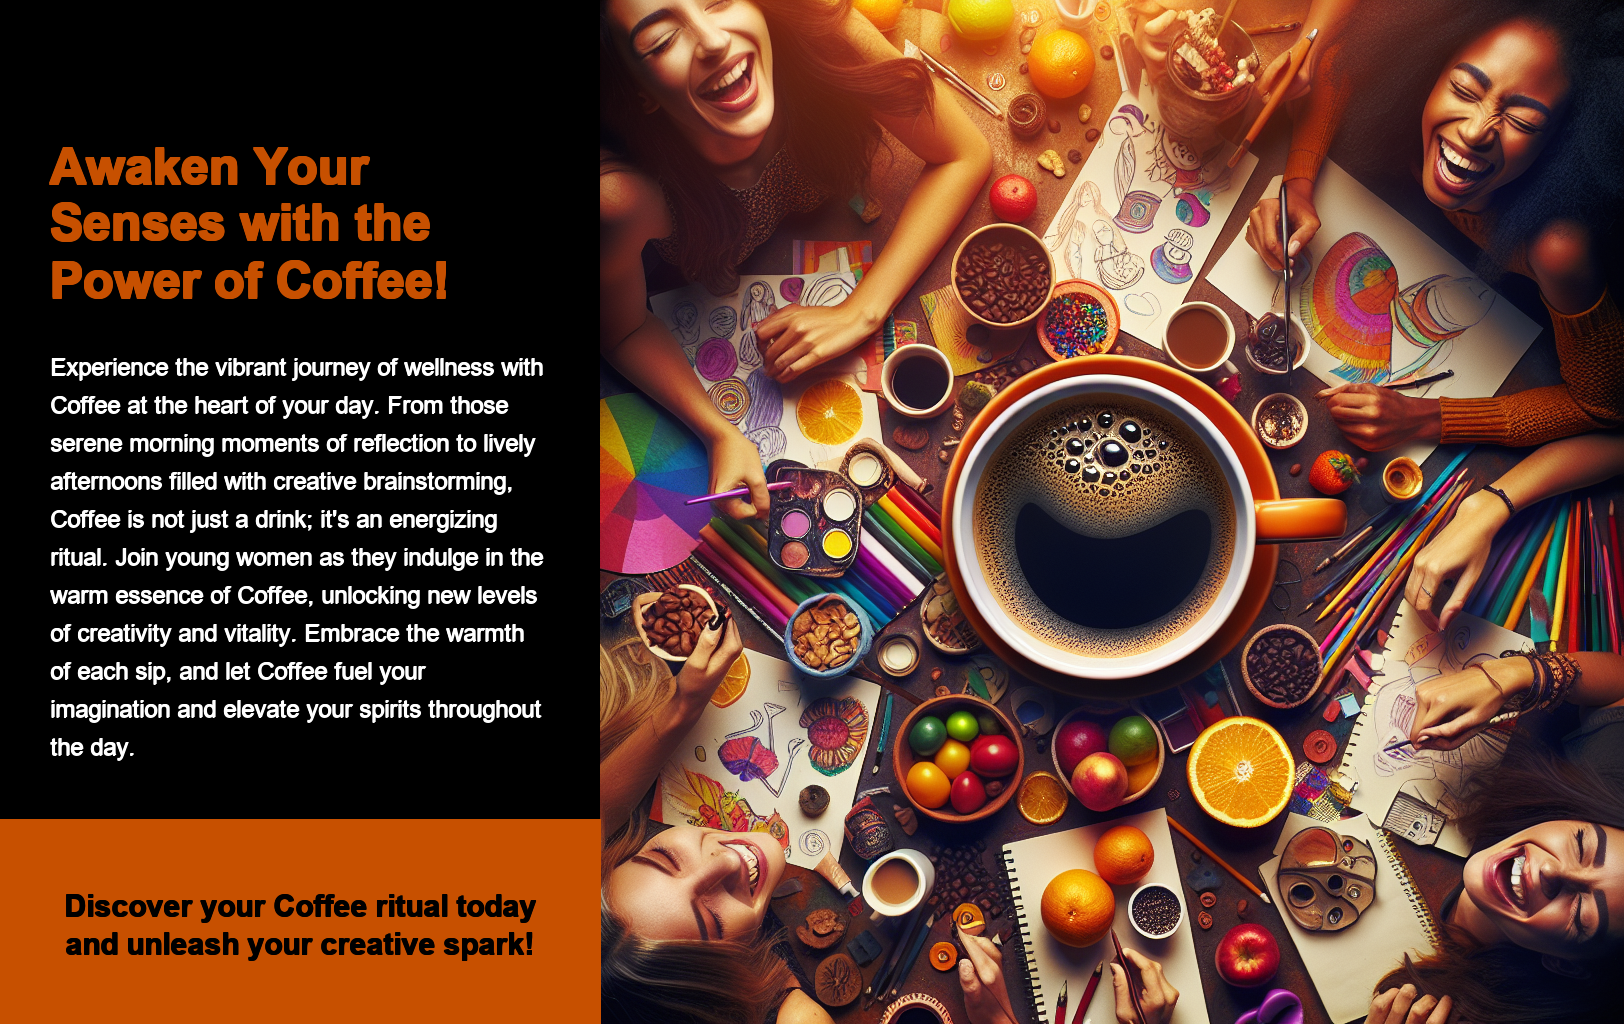 Awaken Your
Senses with the
Power of Coffee!
Experience the vibrant journey of wellness with
Coffee at the heart of your day. From those
serene morning moments of reflection to lively
afternoons filled with creative brainstorming,
Coffee is not just a drink; it's an energizing
ritual. Join young women as they indulge in the
warm essence of Coffee, unlocking new levels
of creativity and vitality. Embrace the warmth
of each sip, and let Coffee fuel your
imagination and elevate your spirits throughout
the day.
Discover your Coffee ritual today
and unleash your creative spark!